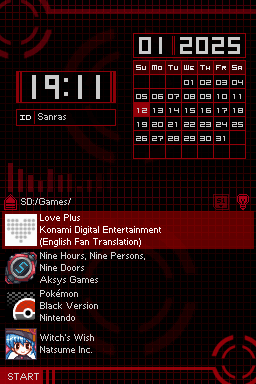 01 2025
Su Mo Tu We Th Fr Sa
01 02 03 04
05 06 07 08 09 10 11
12 13 14 15 16 17 18
19 20 21 22 23 24 25
26 27 28 29 30 31
19:11
ID Sanras
SD:/Games/
Love Plus
Konami Digital Entertainment
(English Fan Translation)
Nine Hours, Nine Persons,
Nine Doors
Aksys Games
Pokémon
Black Version
Nintendo
Witch's Wish
Natsume Inc.
START